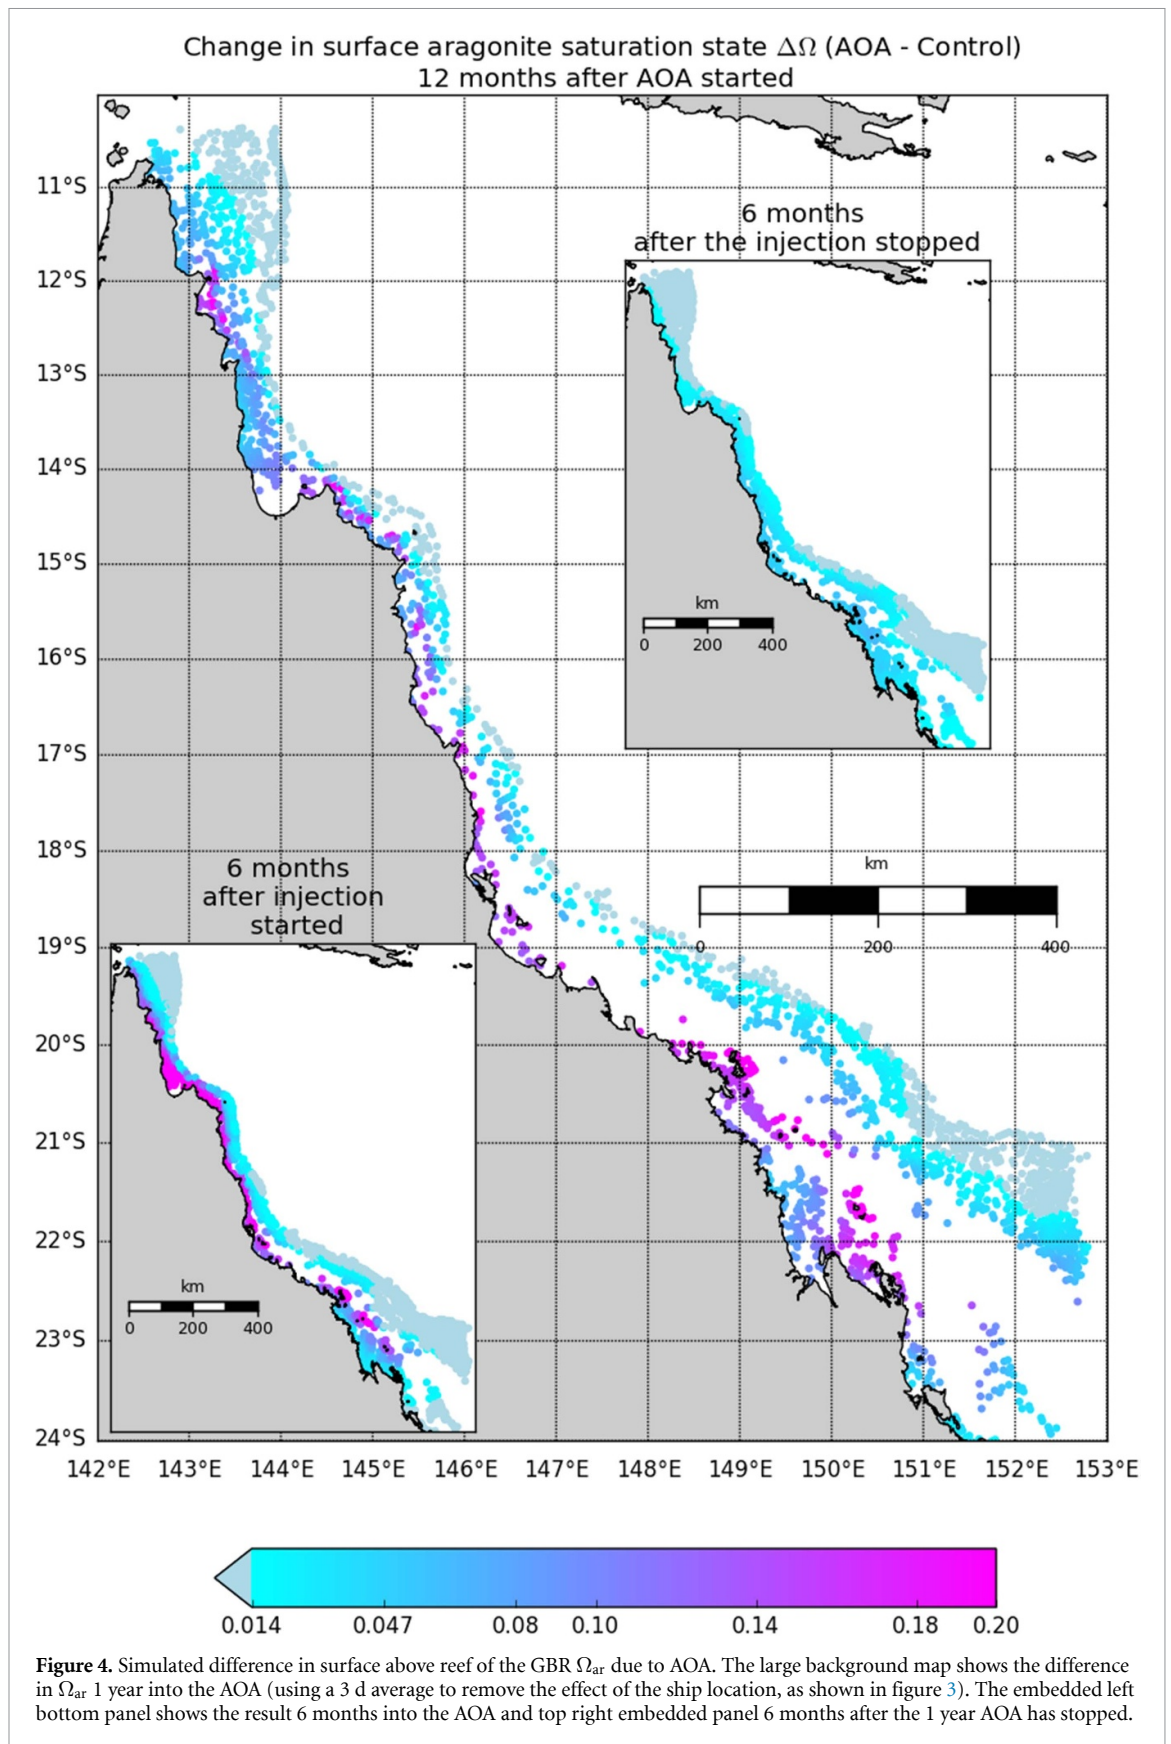 Change in surface aragonite saturation state ΔΩ (AOA - Control)
12 months after AOA started
11°S
12°S
13°S
14°S
15°S
16°S
17°S
18°S
19°S
20°S
21°S
22°S
23°S
24°S
6 months
after the injection stopped
km
0 200 400
km
0 200 400
6 months
after injection
started
km
0 200 400
142°E 143°E 144°E 145°E 146°E 147°E 148°E 149°E 150°E 151°E 152°E 153°E
0.014 0.047 0.08 0.10 0.14 0.18 0.20
Figure 4. Simulated difference in surface above reef of the GBR Ωar due to AOA. The large background map shows the difference
in Ωar 1 year into the AOA (using a 3 d average to remove the effect of the ship location, as shown in figure 3). The embedded left
bottom panel shows the result 6 months into the AOA and top right embedded panel 6 months after the 1 year AOA has stopped.